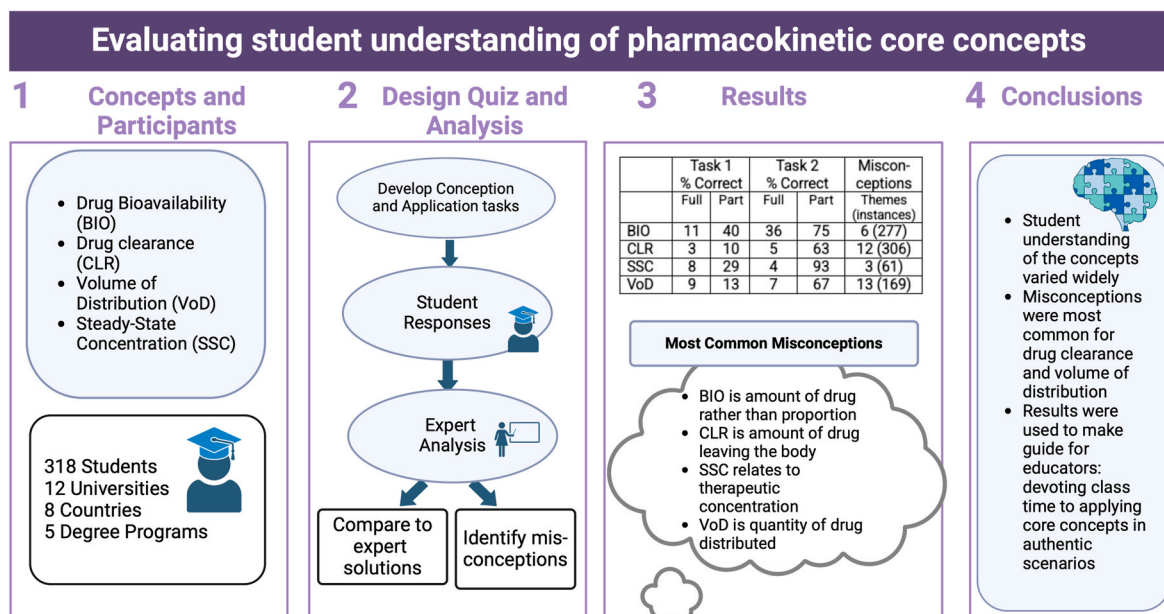 Evaluating student understanding of pharmacokinetic core concepts
1 Concepts and
Participants
• Drug Bioavailability
(BIO)
• Drug clearance
(CLR)
• Volume of
Distribution (VoD)
• Steady-State
Concentration (SSC)
318 Students
12 Universities
8 Countries
5 Degree Programs
2 Design Quiz and
Analysis
Develop Conception
and Application tasks
Student
Responses
Expert
Analysis
Compare to
expert
solutions
Identify mis-
conceptions
3 Results
Task 1 Task 2 Miscon-
% Correct % Correct ceptions
Full Part Full Part Themes
(instances)
BIO 11 40 36 75 6 (277)
CLR 3 10 5 63 12 (306)
SSC 8 29 4 93 3 (61)
VoD 9 13 7 67 13 (169)
Most Common Misconceptions
• BIO is amount of drug
rather than proportion
• CLR is amount of drug
leaving the body
• SSC relates to
therapeutic
concentration
• VoD is quantity of drug
distributed
4 Conclusions
• Student
understanding
of the concepts
varied widely
• Misconceptions
were most
common for
drug clearance
and volume of
distribution
• Results were
used to make
guide for
educators:
devoting class
time to applying
core concepts in
authentic
scenarios